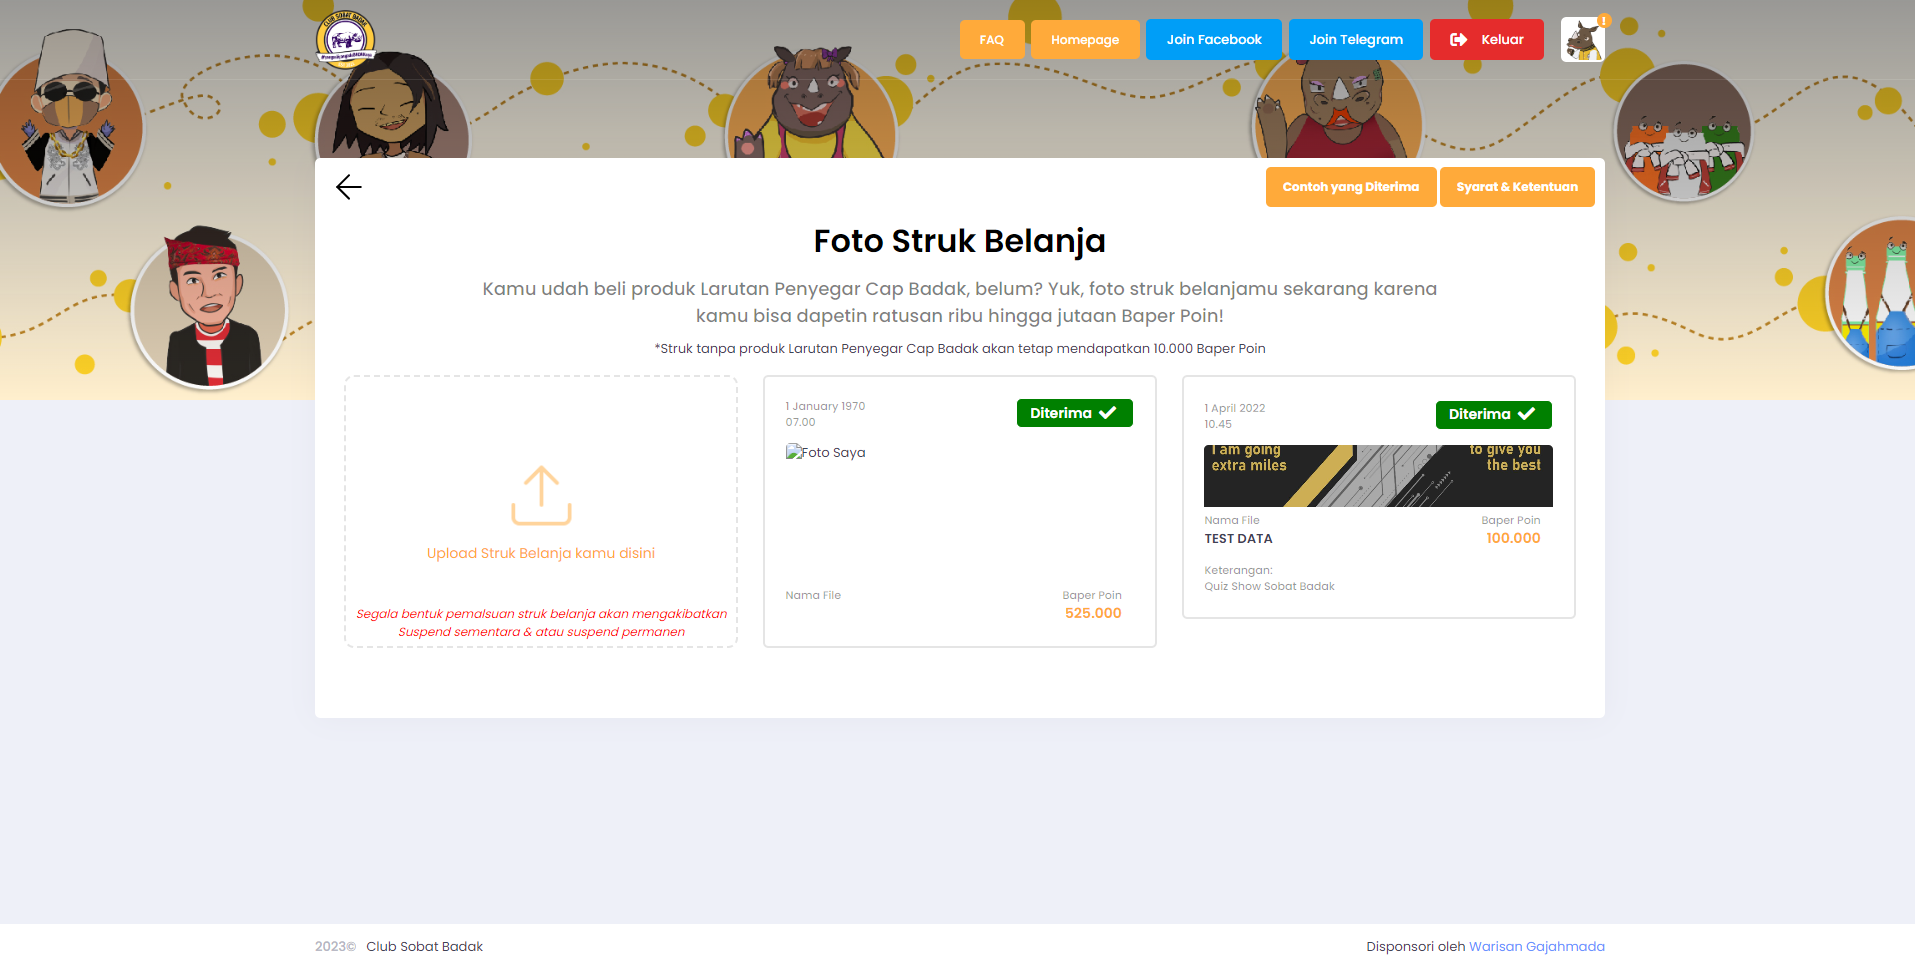 CLUB SOBAT BADAK
FAQ
Homepage
Join Facebook
Join Telegram
Keluar
!
Contoh yang Diterima
Syarat & Ketentuan
Foto Struk Belanja
Kamu udah beli produk Larutan Penyegar Cap Badak, belum? Yuk, foto struk belanjamu sekarang karena
kamu bisa dapetin ratusan ribu hingga jutaan Baper Poin!
*Struk tanpa produk Larutan Penyegar Cap Badak akan tetap mendapatkan 10.000 Baper Poin
Upload Struk Belanja kamu disini
Segala bentuk pemalsuan struk belanja akan mengakibatkan
Suspend sementara & atau suspend permanen
1 January 1970
07.00
Diterima
Foto Saya
Nama File
Baper Poin
525.000
1 April 2022
10.45
Diterima
I am going
extra miles
to give you
the best
Nama File
Baper Poin
TEST DATA
100.000
Keterangan:
Quiz Show Sobat Badak
2023© Club Sobat Badak
Disponsori oleh Warisan Gajahmada